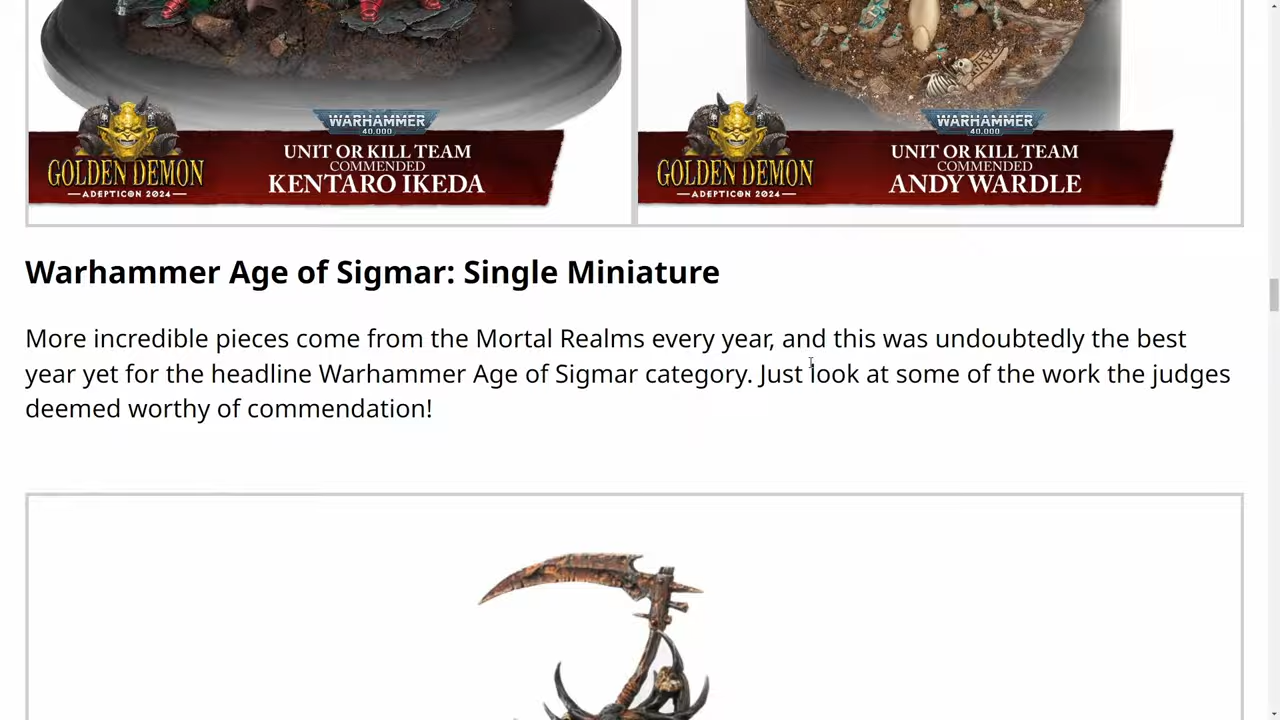 WARHAMMER
40,000
UNIT OR KILL TEAM
COMMENDED
KENTARO IKEDA
GOLDEN DEMON
ADEPTICON 2024
WARHAMMER
40,000
UNIT OR KILL TEAM
COMMENDED
ANDY WARDLE
GOLDEN DEMON
ADEPTICON 2024
Warhammer Age of Sigmar: Single Miniature
More incredible pieces come from the Mortal Realms every year, and this was undoubtedly the best
year yet for the headline Warhammer Age of Sigmar category. Just look at some of the work the judges
deemed worthy of commendation!